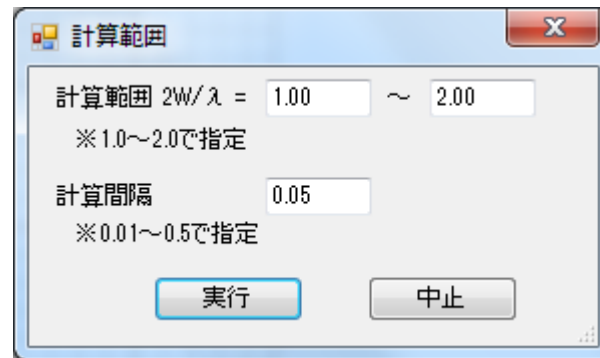 計算範囲
計算範囲 2W/λ = 1.00 ～ 2.00
※1.0～2.0で指定
計算間隔 0.05
※0.01～0.5で指定
実行 中止